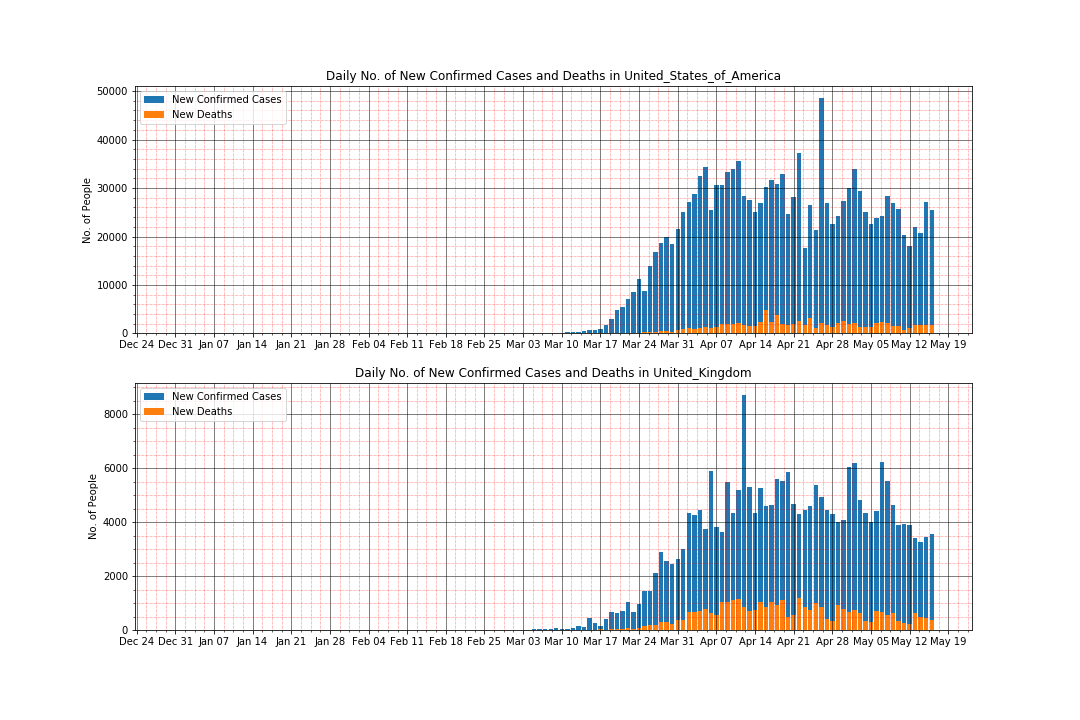 Daily No. of New Confirmed Cases and Deaths in United_States_of_America
50000
40000
30000
20000
10000
0
No. of People
New Confirmed Cases
New Deaths
Dec 24 Dec 31 Jan 07 Jan 14 Jan 21 Jan 28 Feb 04 Feb 11 Feb 18 Feb 25 Mar 03 Mar 10 Mar 17 Mar 24 Mar 31 Apr 07 Apr 14 Apr 21 Apr 28 May 05 May 12 May 19
Daily No. of New Confirmed Cases and Deaths in United_Kingdom
8000
6000
4000
2000
0
No. of People
New Confirmed Cases
New Deaths
Dec 24 Dec 31 Jan 07 Jan 14 Jan 21 Jan 28 Feb 04 Feb 11 Feb 18 Feb 25 Mar 03 Mar 10 Mar 17 Mar 24 Mar 31 Apr 07 Apr 14 Apr 21 Apr 28 May 05 May 12 May 19